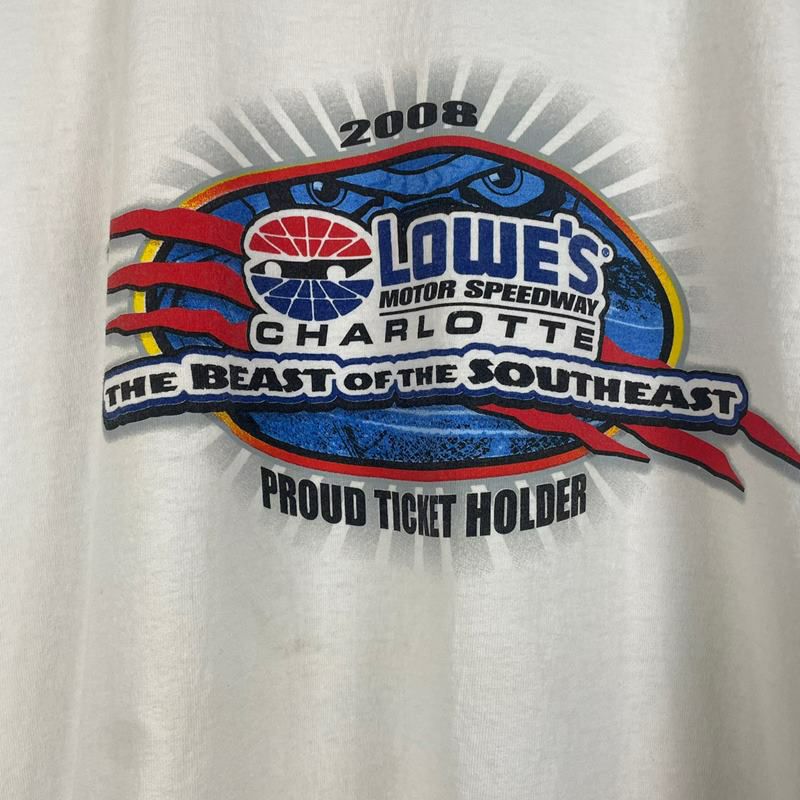 2008
LOWE'S®
MOTOR SPEEDWAY
CHARLOTTE
THE BEAST OF THE SOUTHEAST
PROUD TICKET HOLDER